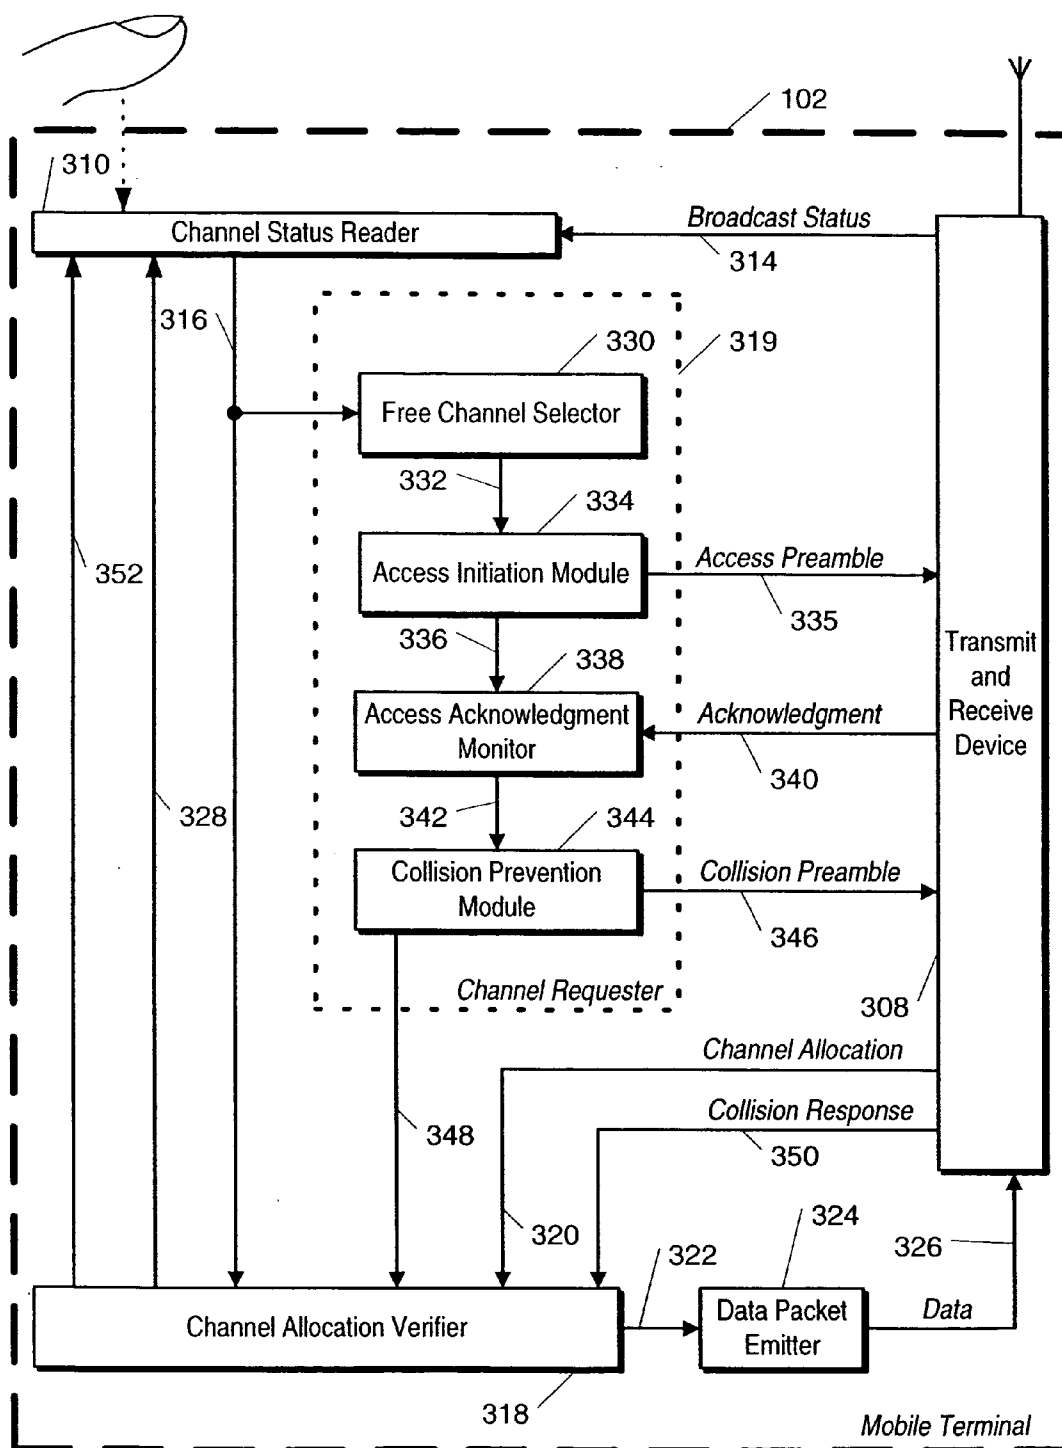 102
310
Channel Status Reader
Broadcast Status
314
316
330
319
Free Channel Selector
332
334
352
Access Initiation Module
Access Preamble
335
336
338
Transmit
and
Receive
Device
Access Acknowledgment
Monitor
Acknowledgment
340
328
342
344
Collision Prevention
Module
Collision Preamble
346
Channel Requester
308
Channel Allocation
Collision Response
348
350
320
322
324
326
Channel Allocation Verifier
Data Packet
Emitter
Data
318
Mobile Terminal